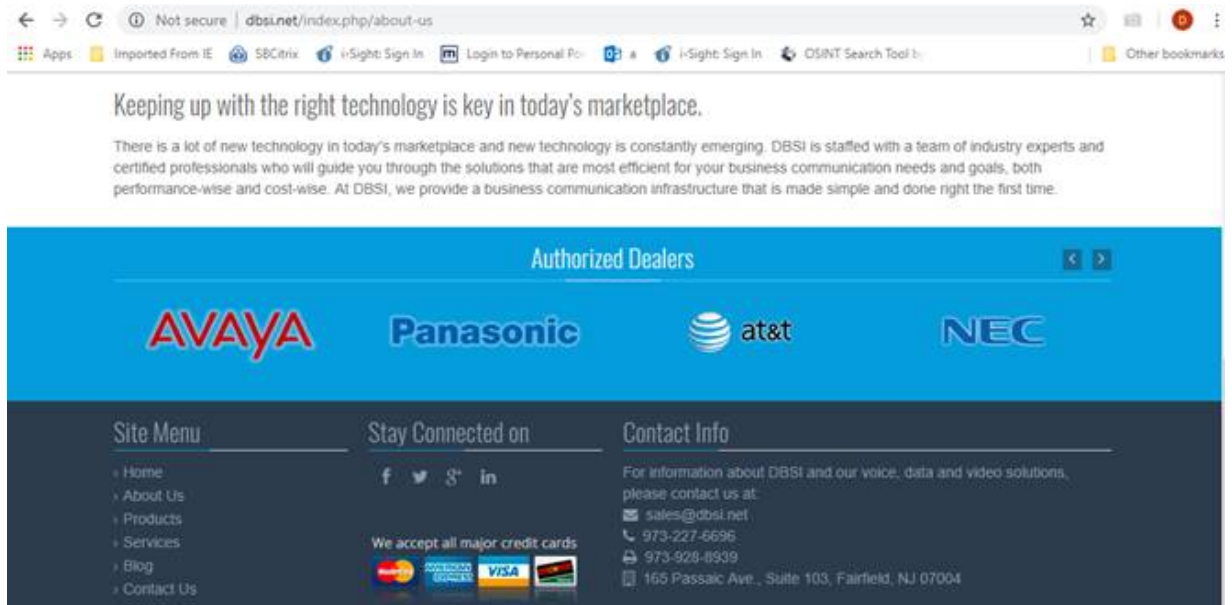 Not secure | dbsi.net/index.php/about-us
Apps Imported From IE SBCitrix i-Sight: Sign In Login to Personal Po a i-Sight: Sign In OSINT Search Tool b Other bookmarks
Keeping up with the right technology is key in today's marketplace.
There is a lot of new technology in today's marketplace and new technology is constantly emerging. DBSI is staffed with a team of industry experts and
certified professionals who will guide you through the solutions that are most efficient for your business communication needs and goals, both
performance-wise and cost-wise. At DBSI, we provide a business communication infrastructure that is made simple and done right the first time.
Authorized Dealers
AVAYA Panasonic at&t NEC
Site Menu
› Home
› About Us
› Products
› Services
› Blog
› Contact Us
Stay Connected on
We accept all major credit cards
MasterCard AMERICAN EXPRESS VISA
Contact Info
For information about DBSI and our voice, data and video solutions,
please contact us at:
sales@dbsi.net
973-227-6696
973-928-8939
165 Passaic Ave., Suite 103, Fairfield, NJ 07004